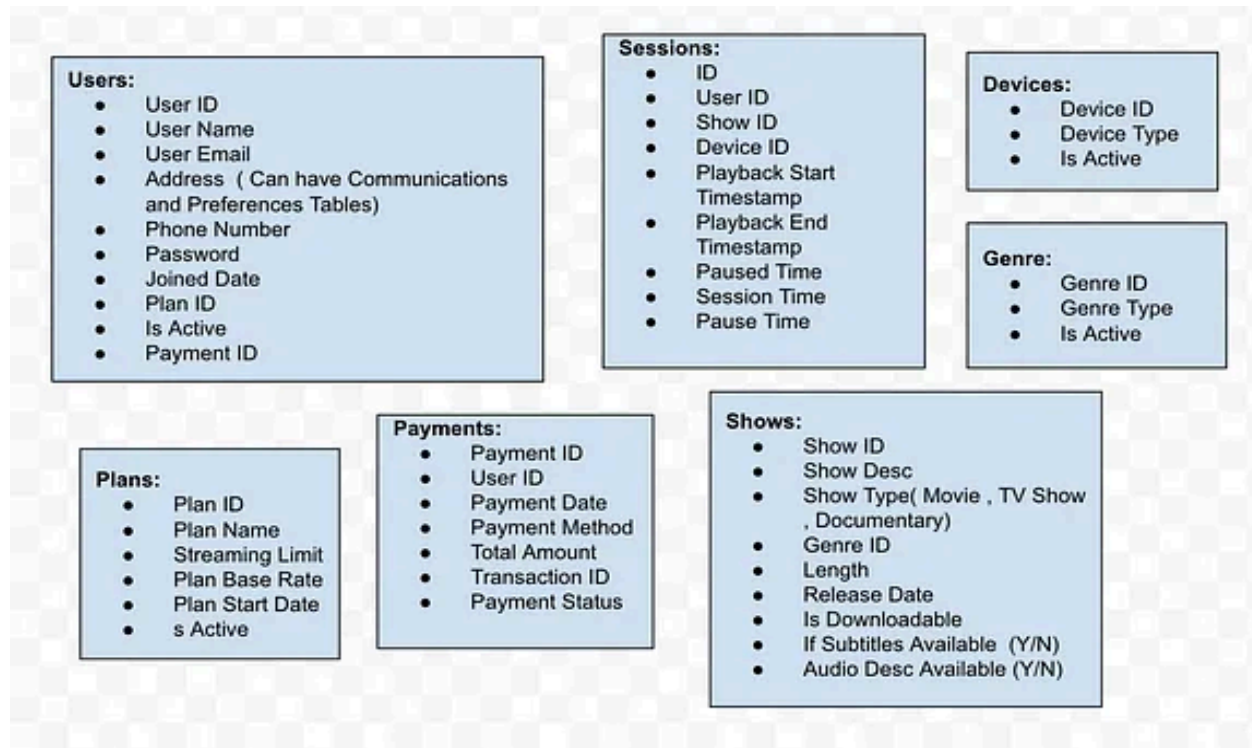 Users:
● User ID
● User Name
● User Email
● Address ( Can have Communications
and Preferences Tables)
● Phone Number
● Password
● Joined Date
● Plan ID
● Is Active
● Payment ID
Sessions:
● ID
● User ID
● Show ID
● Device ID
● Playback Start
Timestamp
● Playback End
Timestamp
● Paused Time
● Session Time
● Pause Time
Devices:
● Device ID
● Device Type
● Is Active
Genre:
● Genre ID
● Genre Type
● Is Active
Plans:
● Plan ID
● Plan Name
● Streaming Limit
● Plan Base Rate
● Plan Start Date
● s Active
Payments:
● Payment ID
● User ID
● Payment Date
● Payment Method
● Total Amount
● Transaction ID
● Payment Status
Shows:
● Show ID
● Show Desc
● Show Type( Movie , TV Show
, Documentary)
● Genre ID
● Length
● Release Date
● Is Downloadable
● If Subtitles Available (Y/N)
● Audio Desc Available (Y/N)